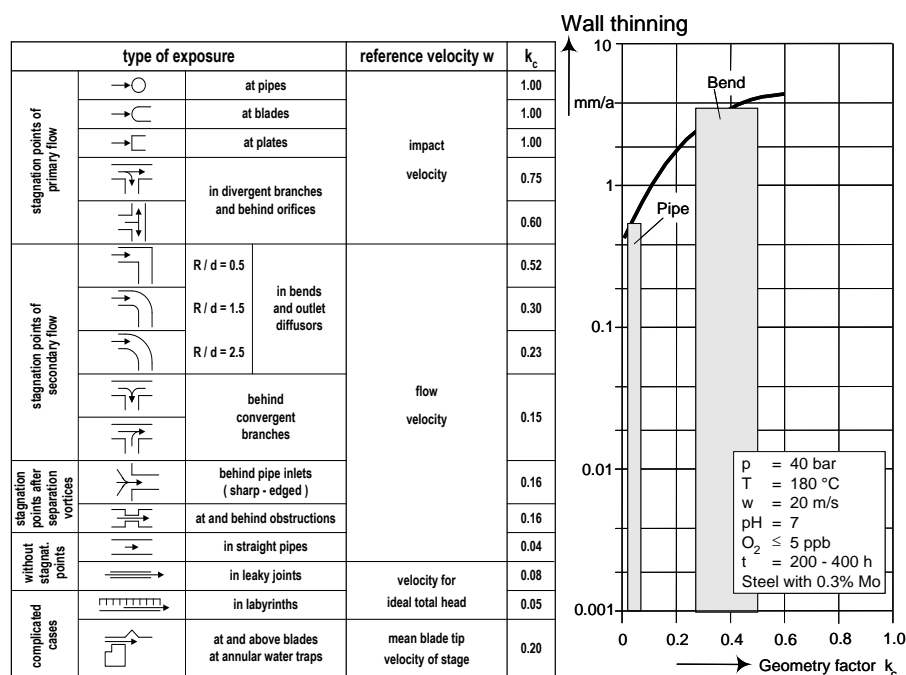 type of exposure
reference velocity w
k_c
stagnation points of
primary flow
at pipes
1.00
at blades
1.00
at plates
1.00
impact
velocity
in divergent branches
and behind orifices
0.75
0.60
stagnation points of
secondary flow
R / d = 0.5
0.52
R / d = 1.5
0.30
R / d = 2.5
0.23
in bends
and outlet
diffusors
behind
convergent
branches
0.15
flow
velocity
stagnation
points after
separation
vortices
behind pipe inlets
( sharp - edged )
0.16
at and behind obstructions
0.16
without
stagnat.
points
in straight pipes
0.04
in leaky joints
0.08
velocity for
ideal total head
complicated
cases
in labyrinths
0.05
at and above blades
at annular water traps
mean blade tip
velocity of stage
0.20
Wall thinning
10
mm/a
1
0.1
0.01
0.001
Bend
Pipe
p = 40 bar
T = 180 °C
w = 20 m/s
pH = 7
O₂ ≤ 5 ppb
t = 200 - 400 h
Steel with 0.3% Mo
0 0.2 0.4 0.6 0.8 1.0
Geometry factor k_c